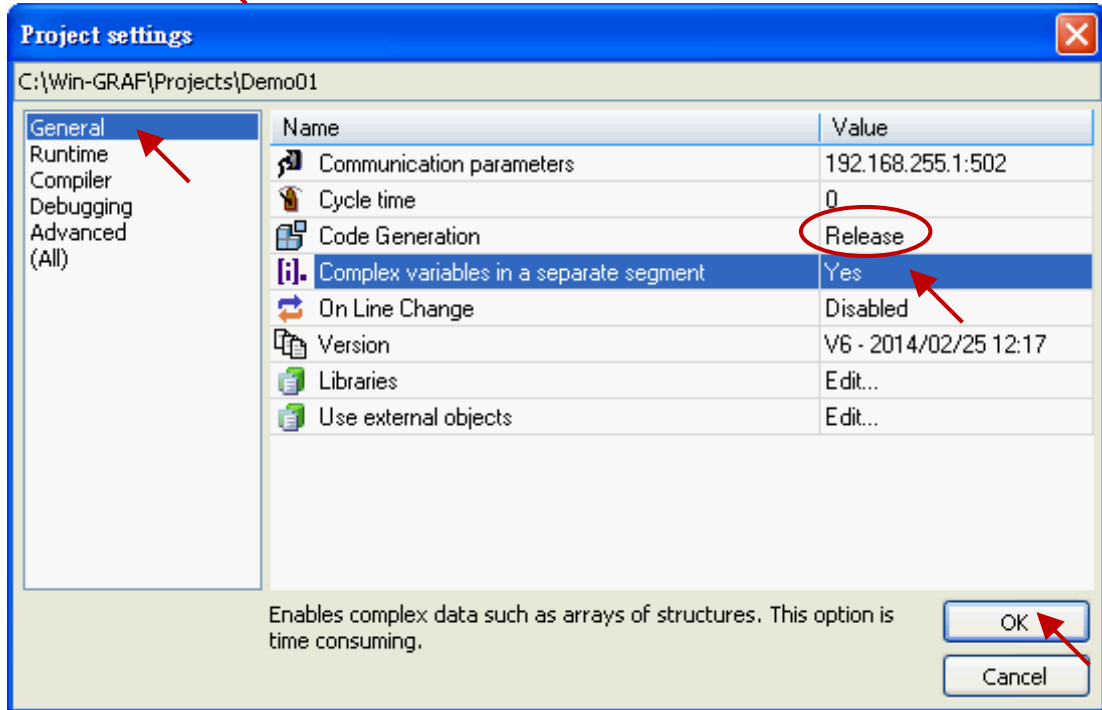 Project settings
C:\Win-GRAF\Projects\Demo01
General
Runtime
Compiler
Debugging
Advanced
(All)
Name Value
Communication parameters 192.168.255.1:502
Cycle time 0
Code Generation Release
[i]. Complex variables in a separate segment Yes
On Line Change Disabled
Version V6 - 2014/02/25 12:17
Libraries Edit...
Use external objects Edit...
Enables complex data such as arrays of structures. This option is
time consuming.
OK
Cancel